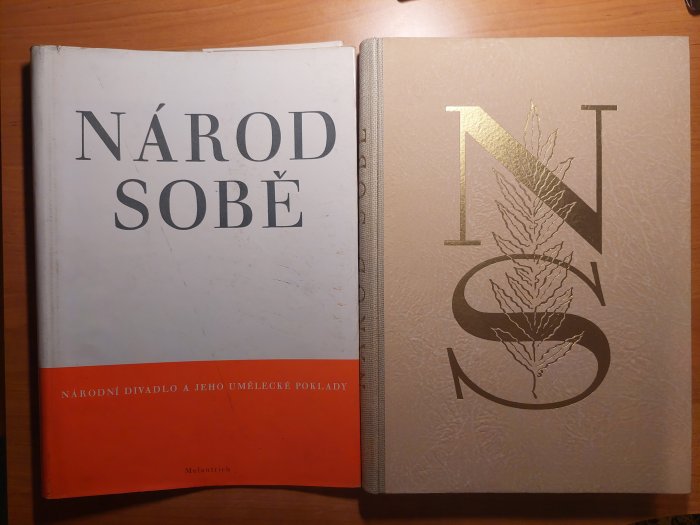 NÁROD
SOBĚ
NÁRODNÍ DIVADLO A JEHO UMĚLECKÉ POKLADY
Melantrich
N
S